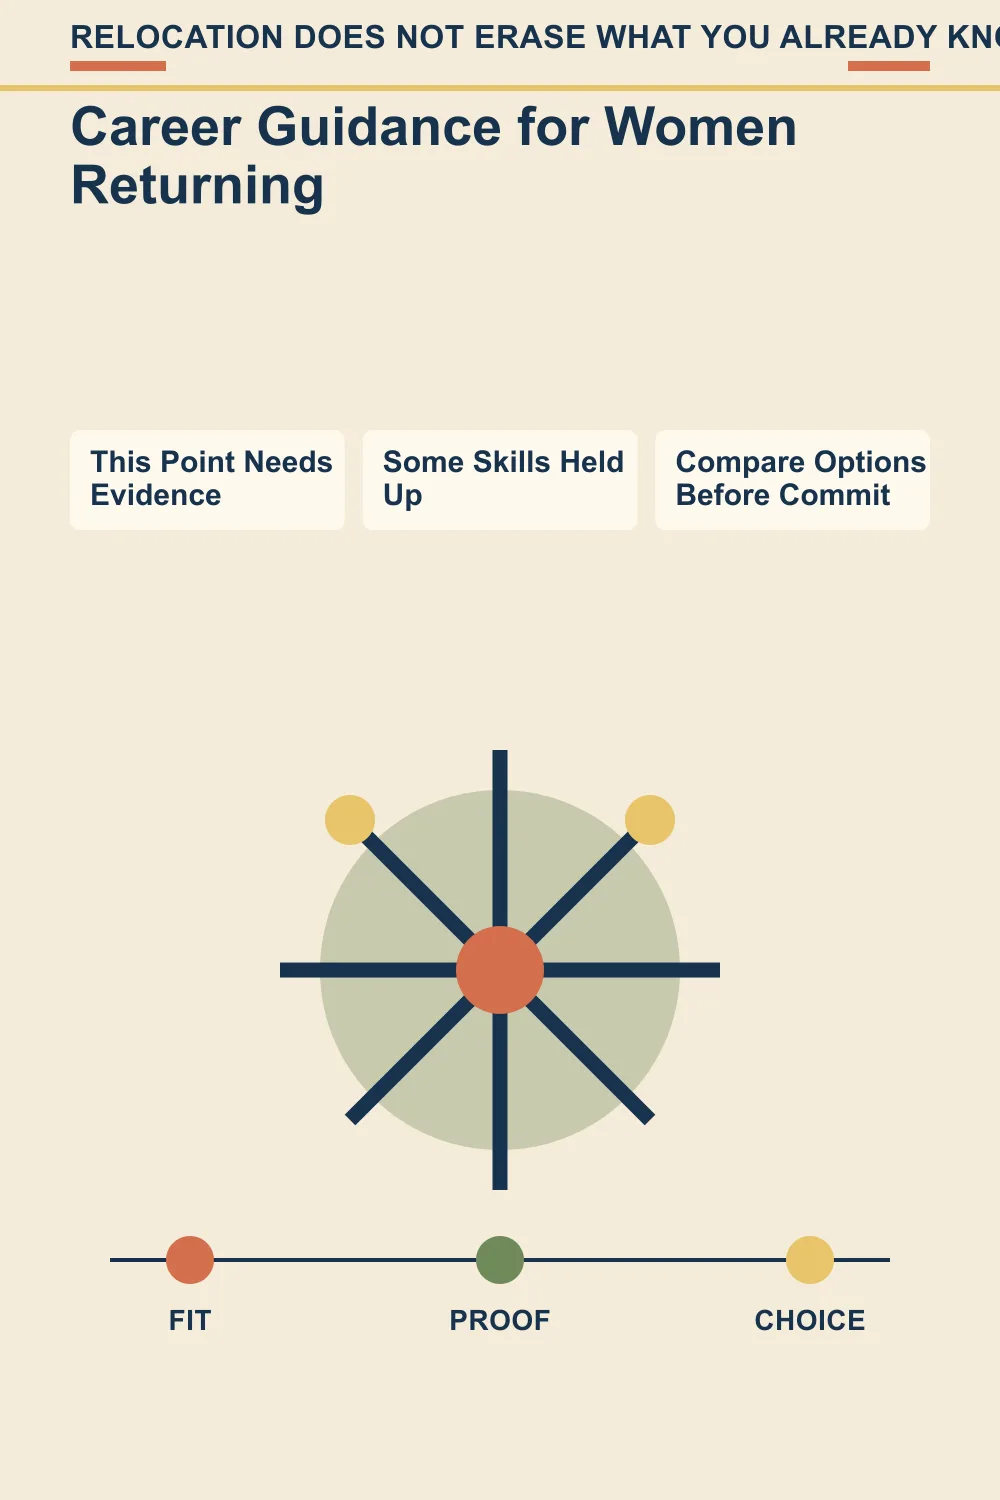 RELOCATION DOES NOT ERASE WHAT YOU ALREADY
Career Guidance for Women
Returning
This Point Needs
Evidence
Some Skills Held
Up
Compare Options
Before Commit
FIT
PROOF
CHOICE